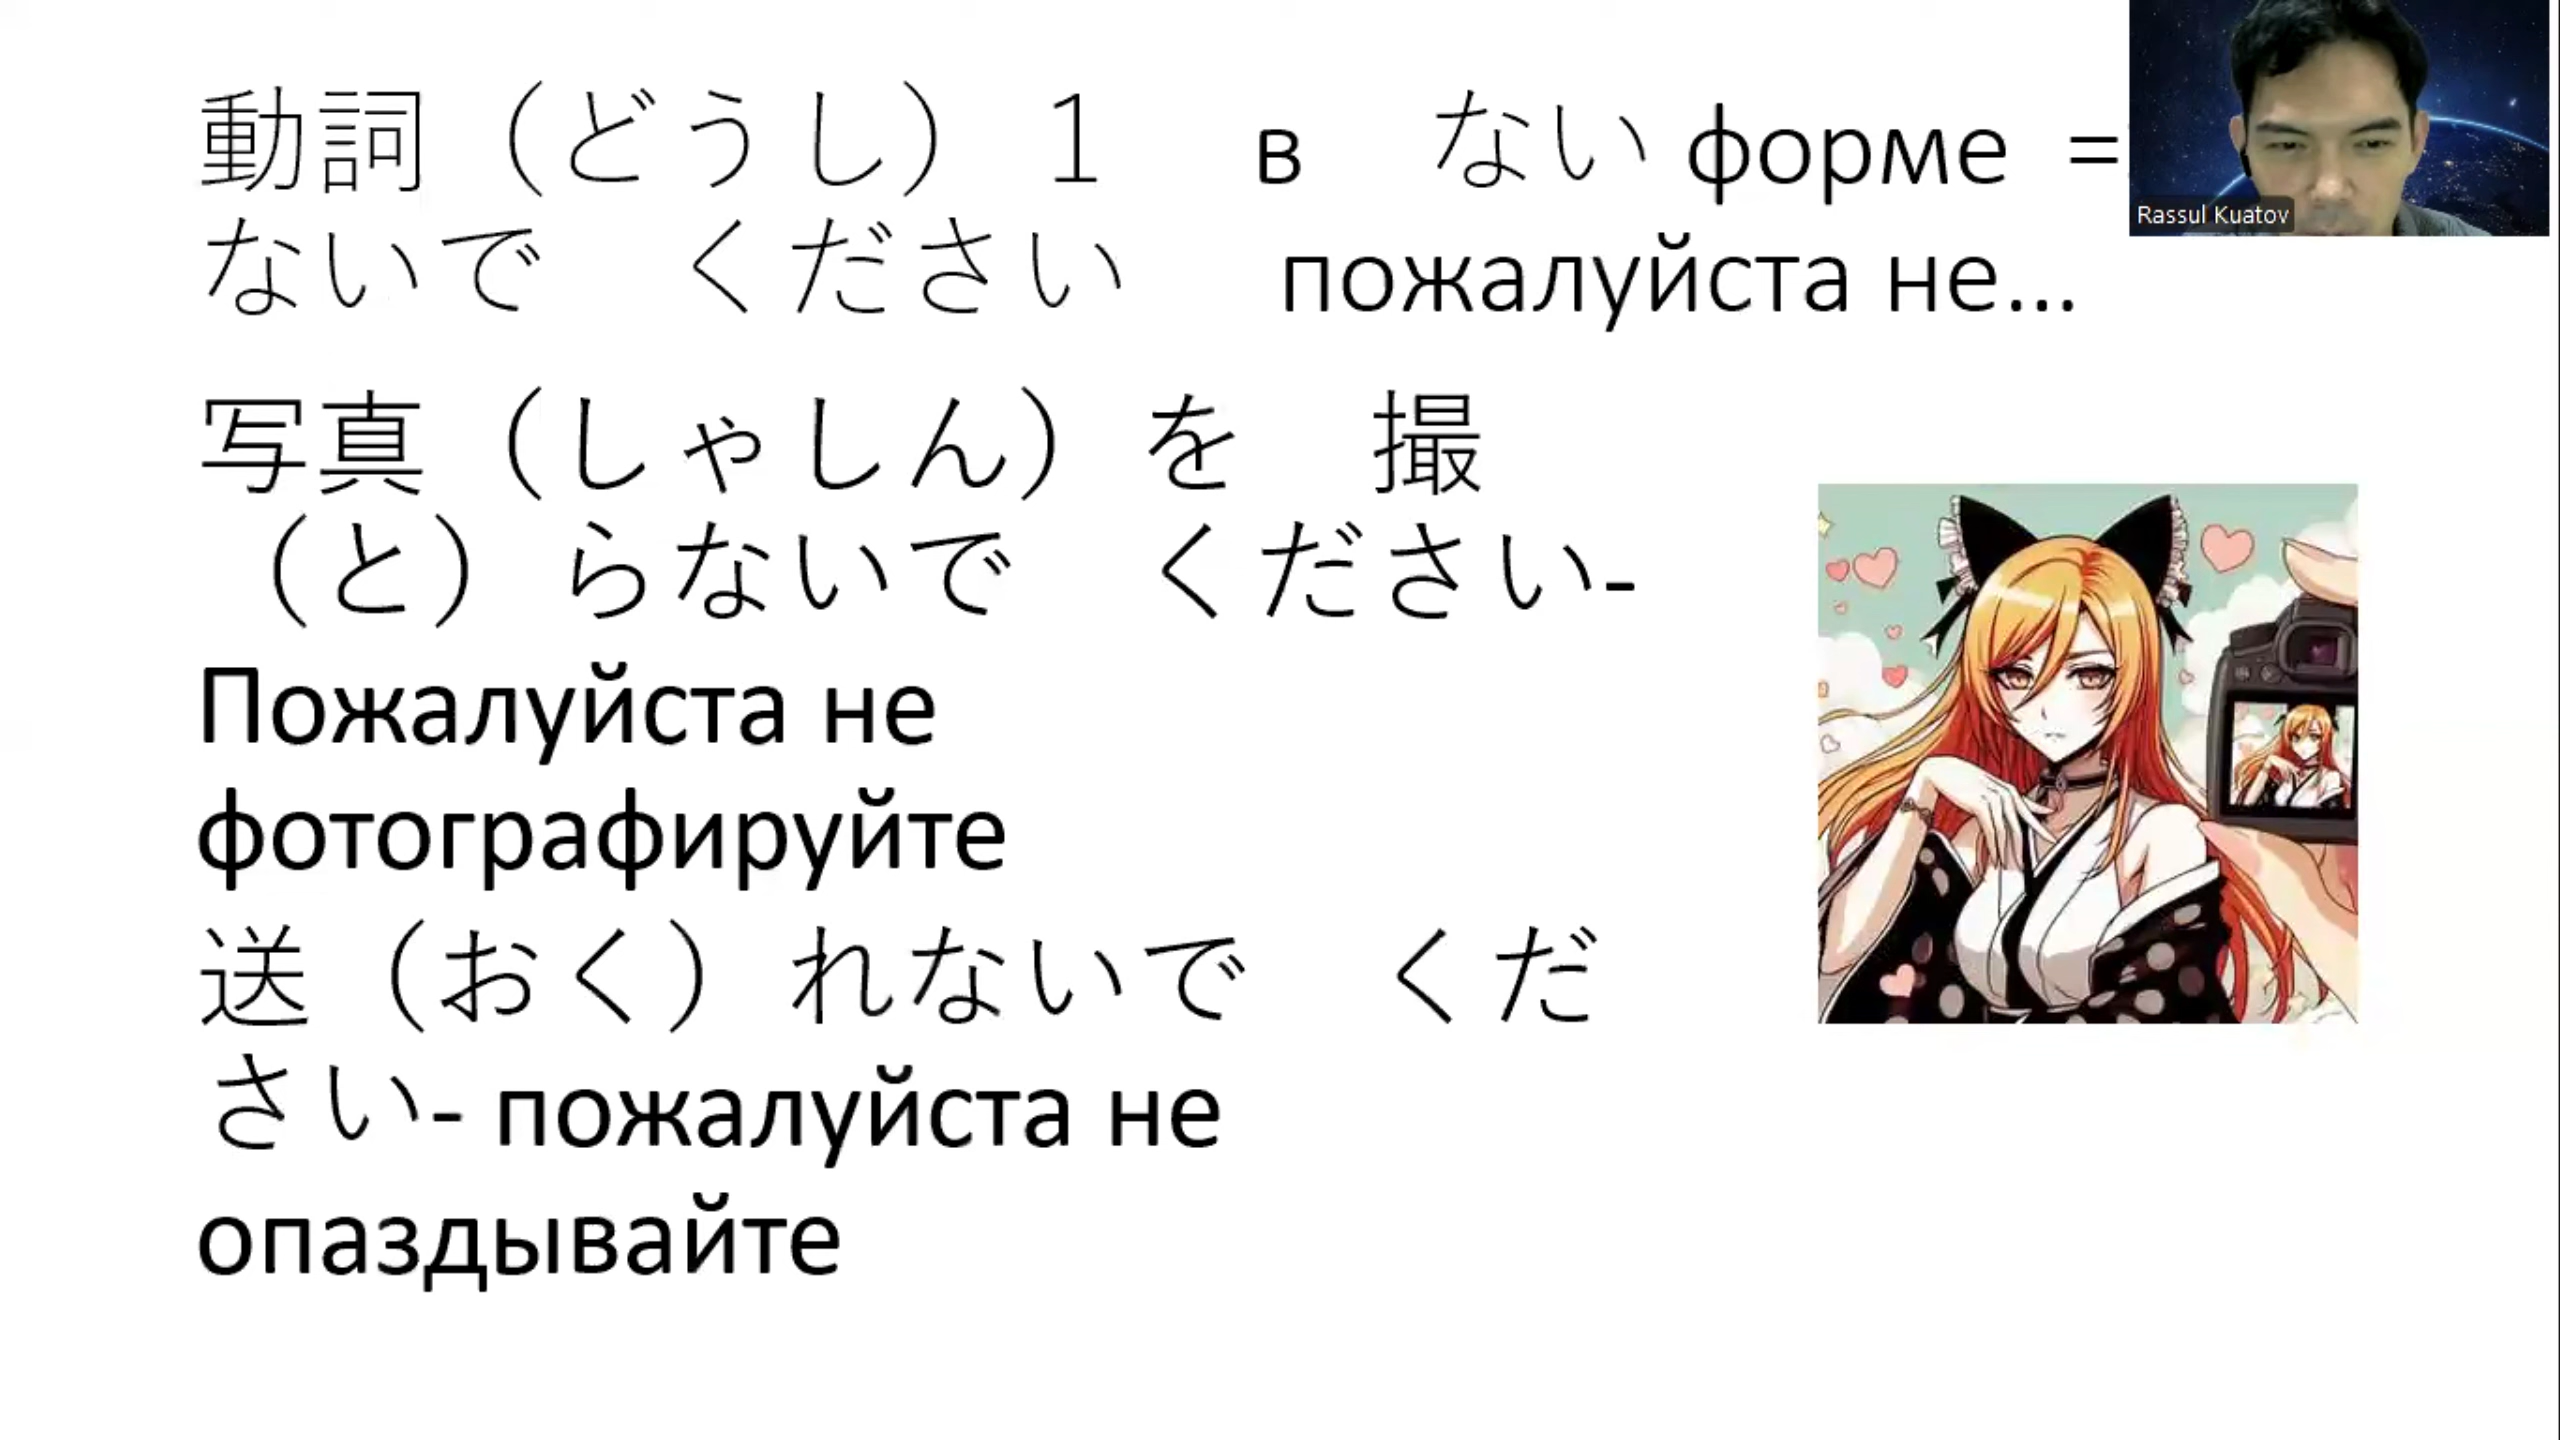 動詞（どうし）１　в　ない форме =
ないで　ください　пожалуйста не...
Rassul Kuatov
写真（しゃしん）を　撮
（と）らないで　ください-
Пожалуйста не
фотографируйте
送（おく）れないで　くだ
さい- пожалуйста не
опаздывайте